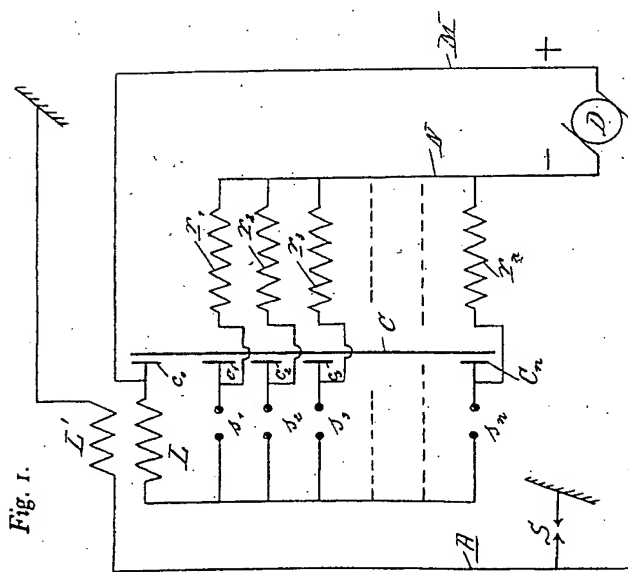 Fig. 1.
L'
L
M
+
N
−
D
r₁
r₂
r₃
rₙ
C
c₀
c₁
c₂
c₃
Cₙ
s₁
s₂
s₃
sₙ
A
S